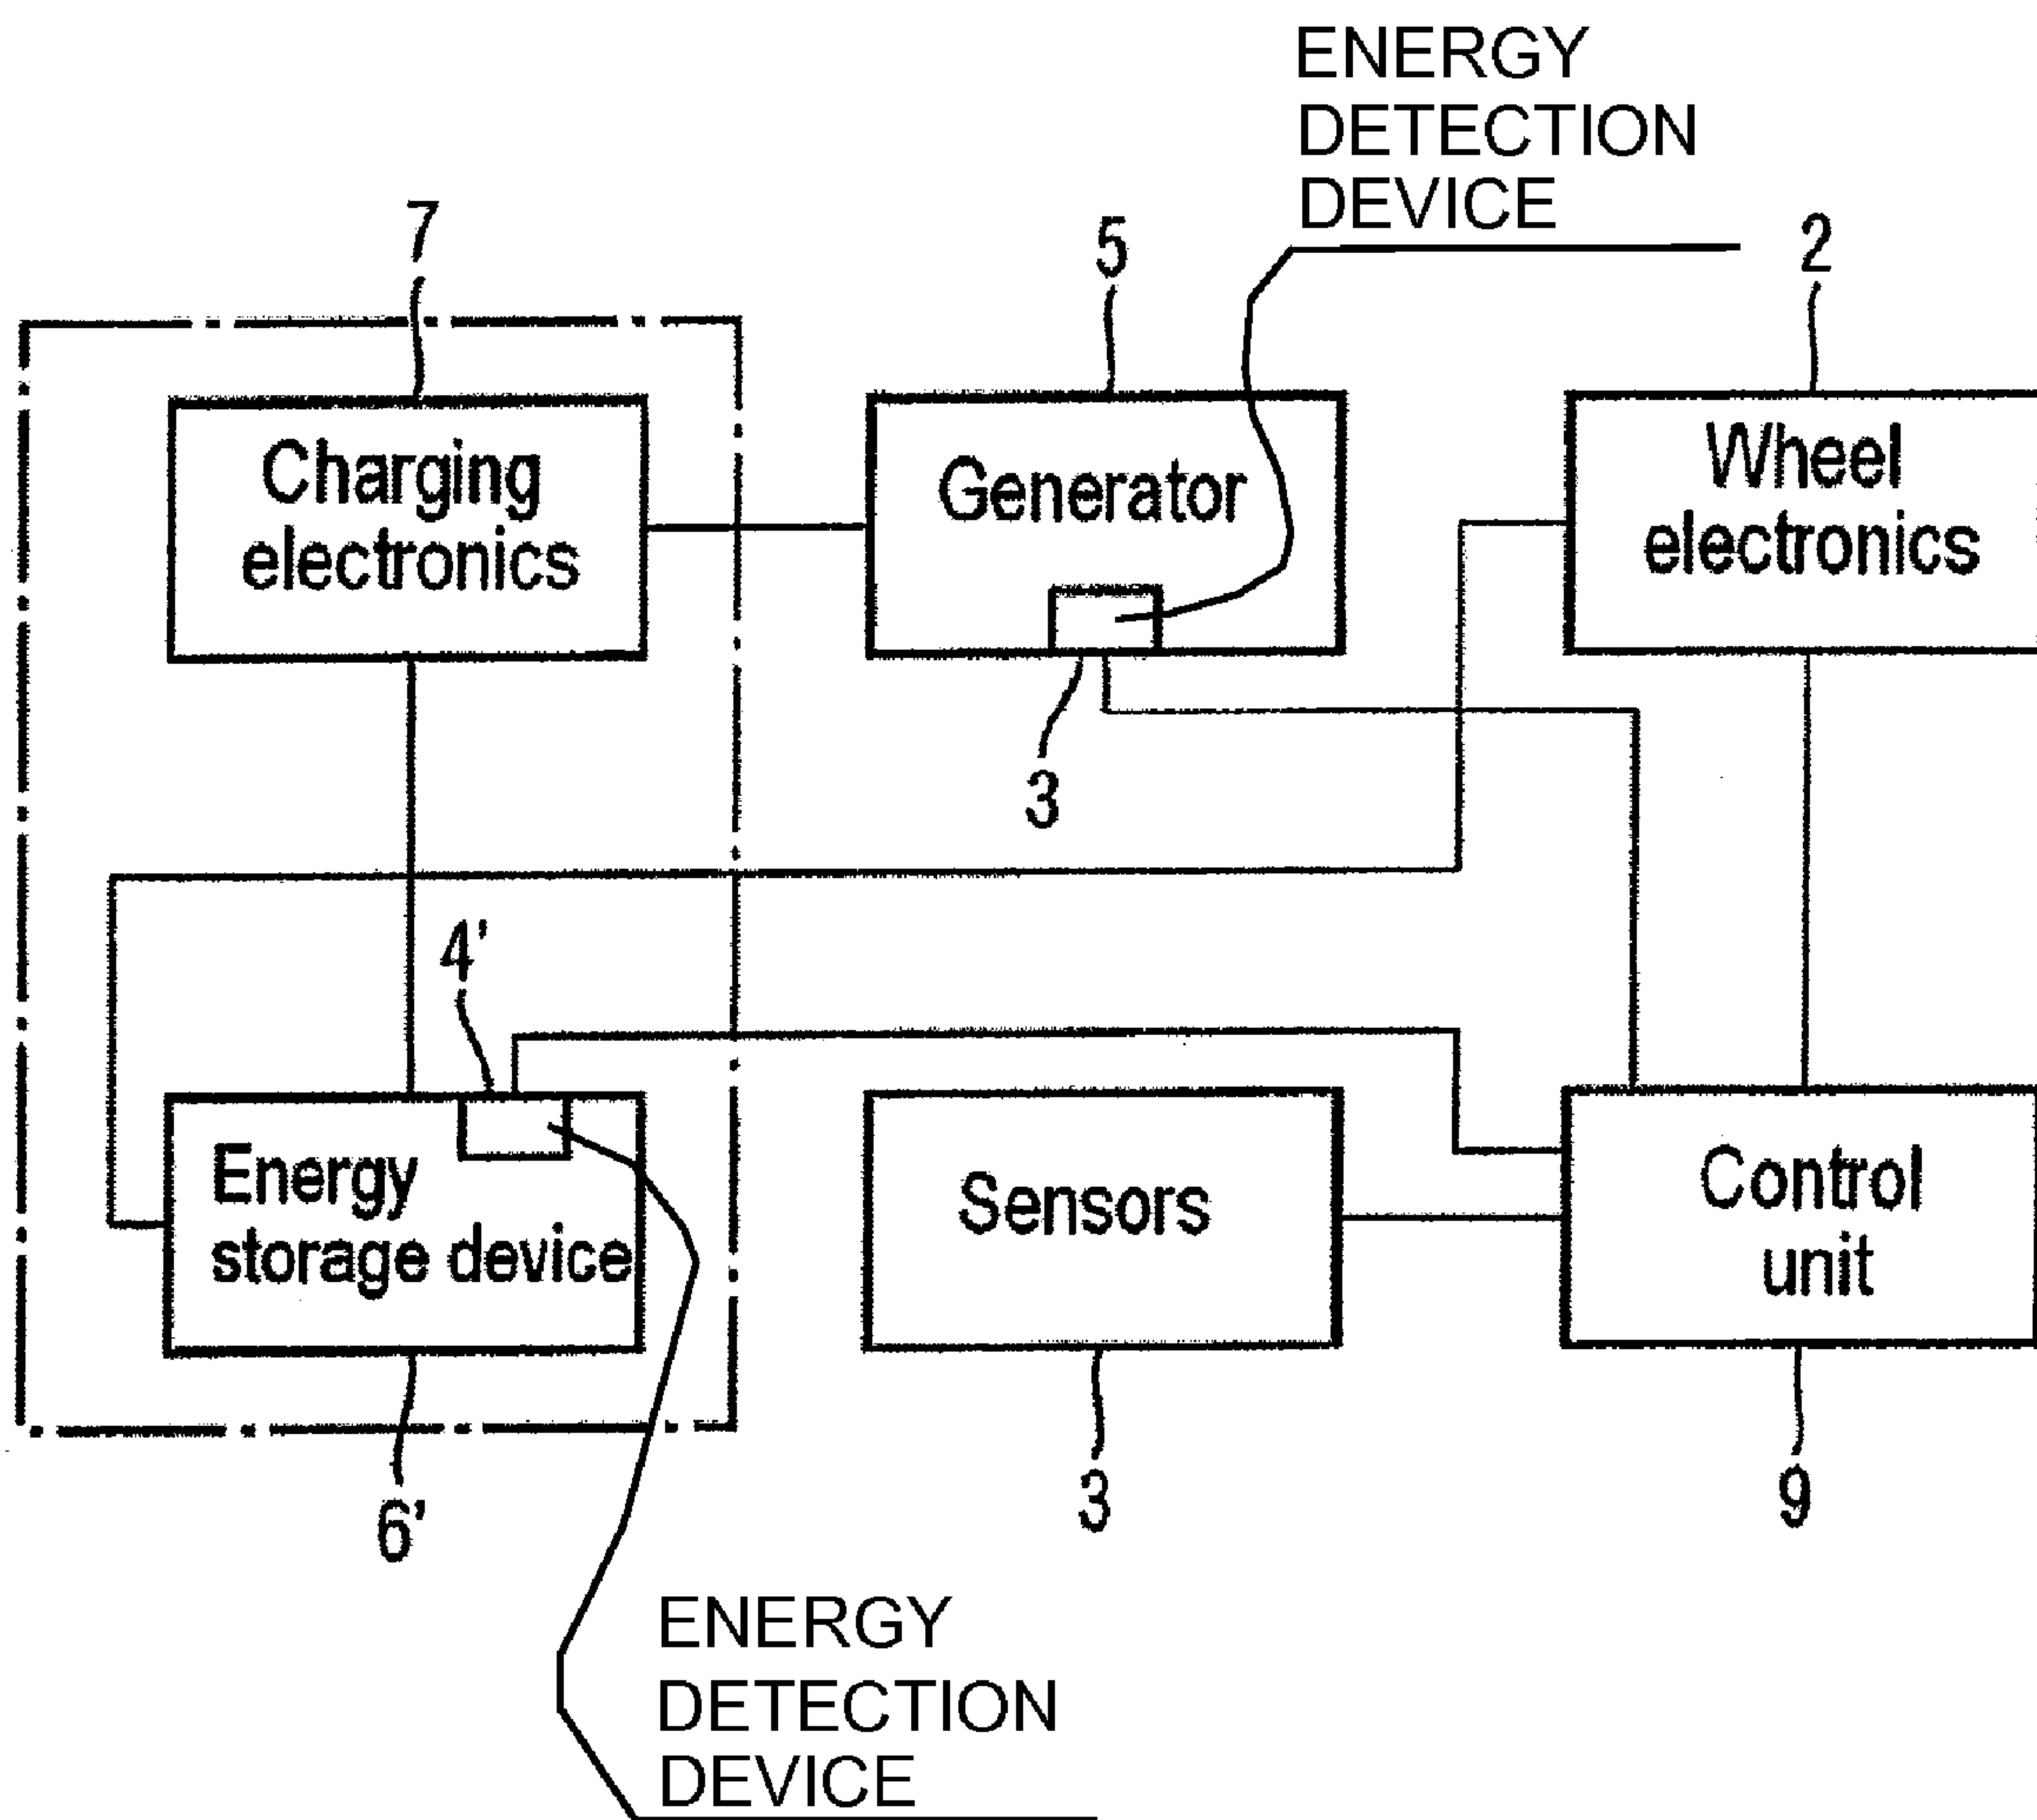 ENERGY
DETECTION
DEVICE
7
5
2
Charging
electronics
Generator
Wheel
electronics
3
4'
Energy
storage device
Sensors
Control
unit
6'
3
9
ENERGY
DETECTION
DEVICE